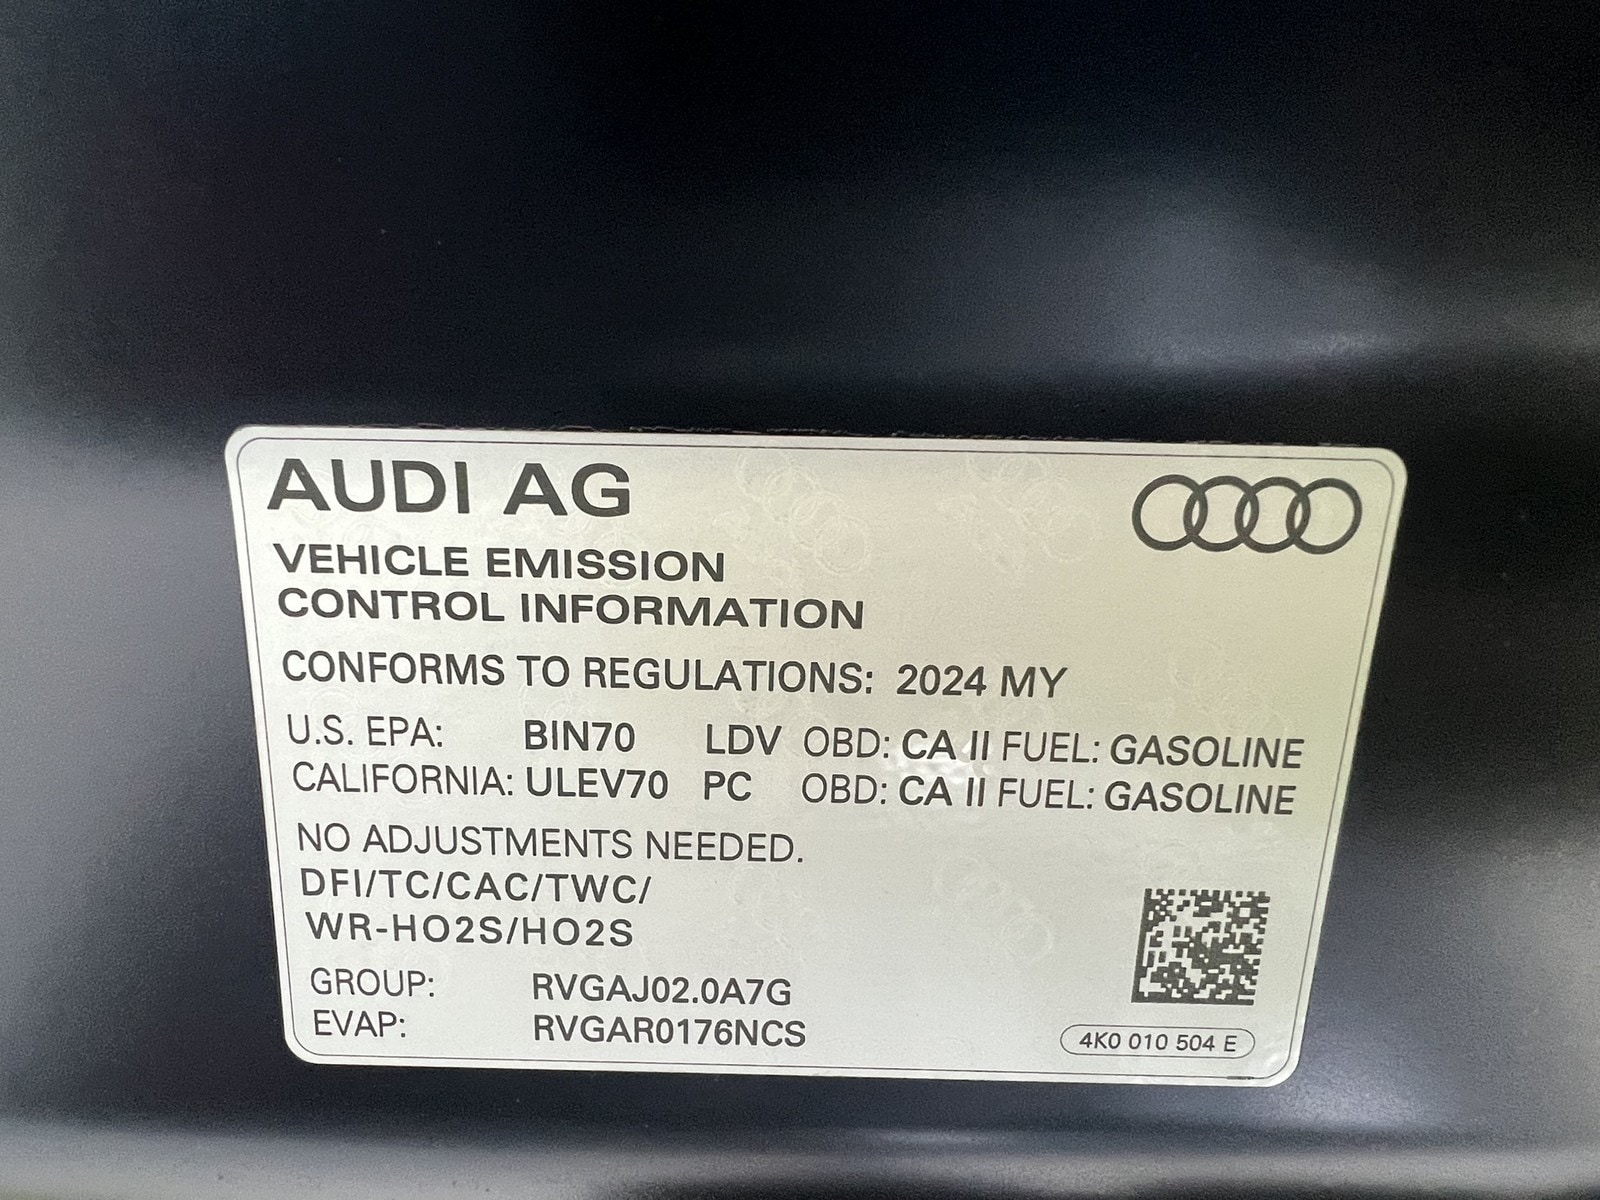 AUDI AG
VEHICLE EMISSION
CONTROL INFORMATION
CONFORMS TO REGULATIONS: 2024 MY
U.S. EPA: BIN70 LDV OBD: CA II FUEL: GASOLINE
CALIFORNIA: ULEV70 PC OBD: CA II FUEL: GASOLINE
NO ADJUSTMENTS NEEDED.
DFI/TC/CAC/TWC/
WR-HO2S/HO2S
GROUP: RVGAJ02.0A7G
EVAP: RVGAR0176NCS
4K0 010 504 E